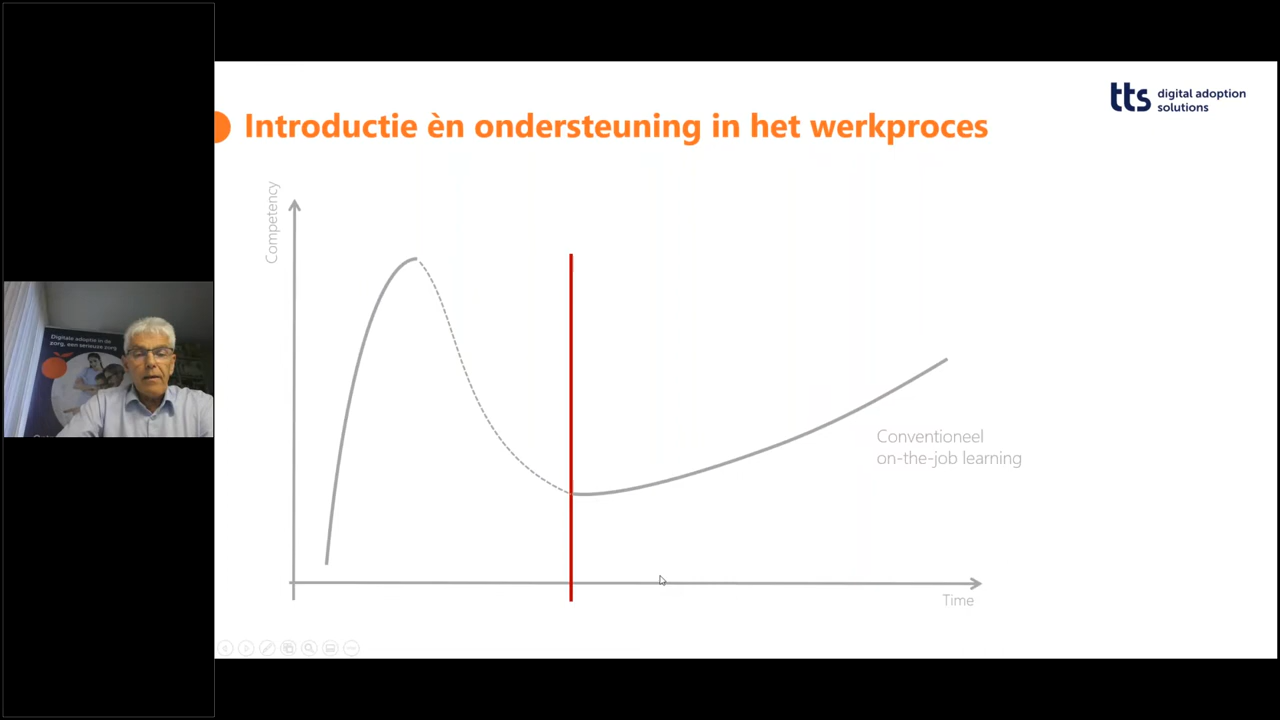 tts digital adoption
solutions
Introductie èn ondersteuning in het werkproces
Competency
Digitale adoptie in de
zorg, een serieuze zorg
Conventioneel
on-the-job learning
Time